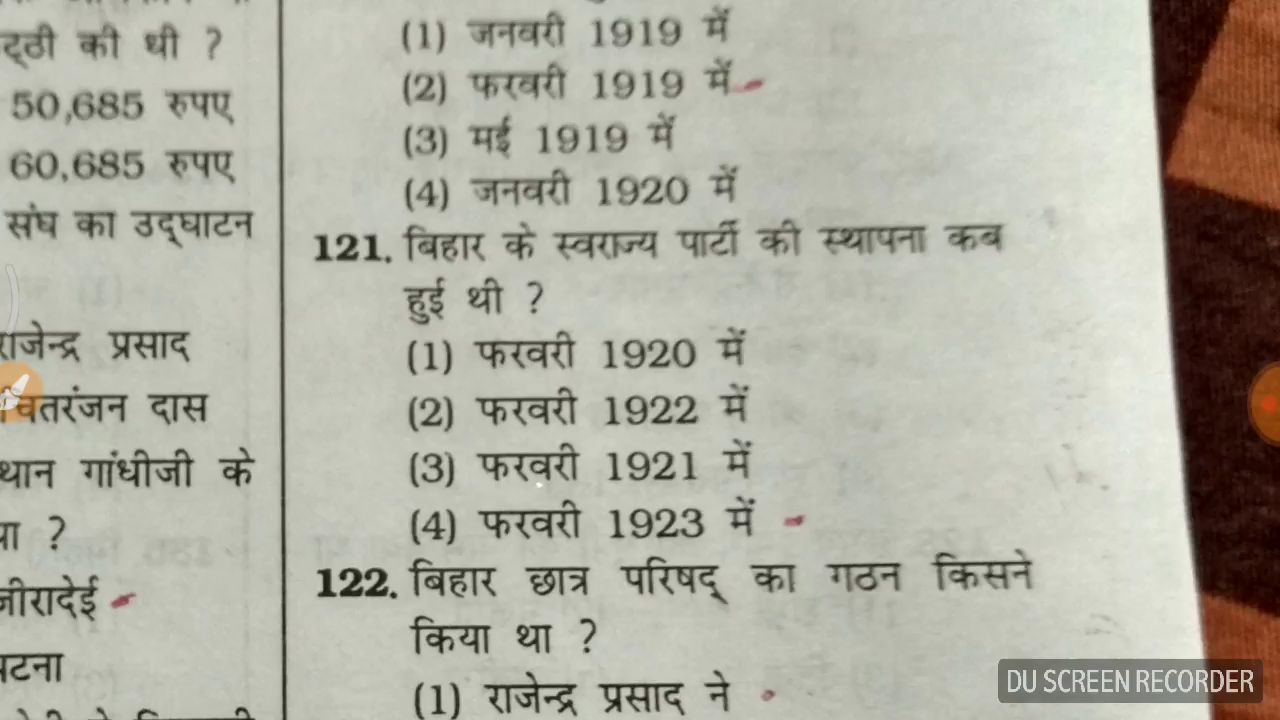 ट्ठी की थी ?
50,685 रुपए
60,685 रुपए
संघ का उद्घाटन
राजेन्द्र प्रसाद
चितरंजन दास
गांधीजी के
?
जीरादेई
पटना
(1) जनवरी 1919 में
(2) फरवरी 1919 में
(3) मई 1919 में
(4) जनवरी 1920 में
121. बिहार के स्वराज्य पार्टी की स्थापना कब
हुई थी ?
(1) फरवरी 1920 में
(2) फरवरी 1922 में
(3) फरवरी 1921 में
(4) फरवरी 1923 में
122. बिहार छात्र परिषद् का गठन किसने
किया था ?
(1) राजेन्द्र प्रसाद ने
DU SCREEN RECORDER